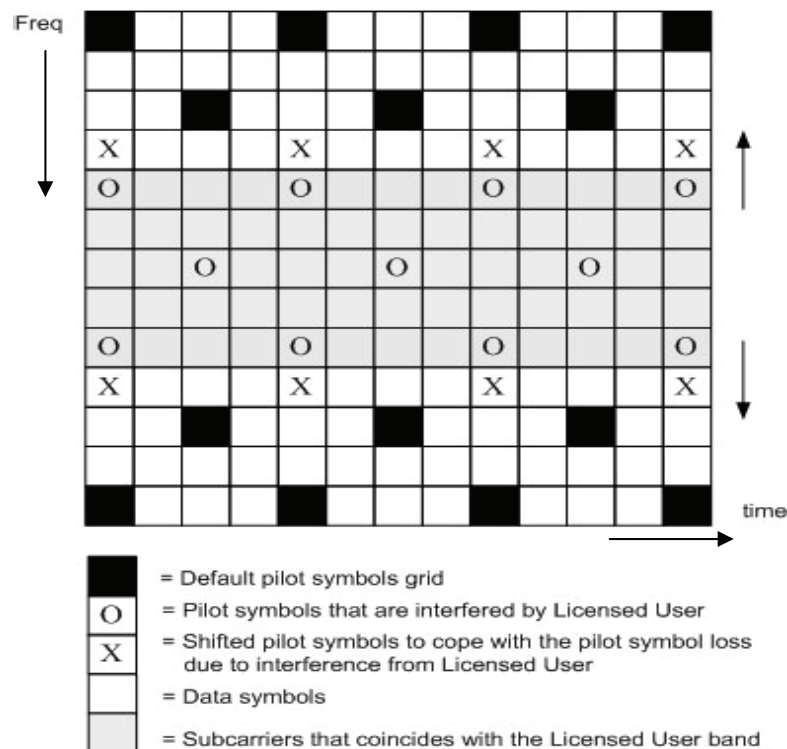 Freq
X X X X
O O O O
O O O
O O O O
X X X X
time
= Default pilot symbols grid
O = Pilot symbols that are interfered by Licensed User
X = Shifted pilot symbols to cope with the pilot symbol loss
due to interference from Licensed User
= Data symbols
= Subcarriers that coincides with the Licensed User band